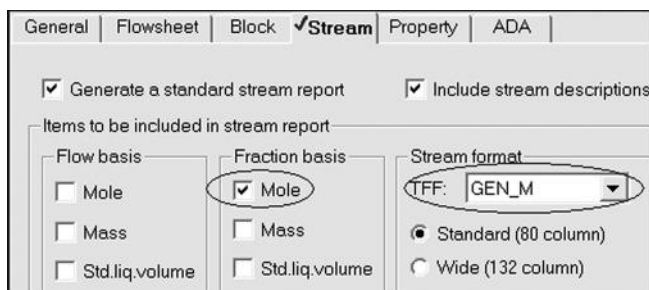 General Flowsheet Block Stream Property ADA
Generate a standard stream report Include stream descriptions
Items to be included in stream report
Flow basis Fraction basis Stream format
Mole Mole TFF: GEN_M
Mass Mass Standard (80 column)
Std.liq.volume Std.liq.volume Wide (132 column)